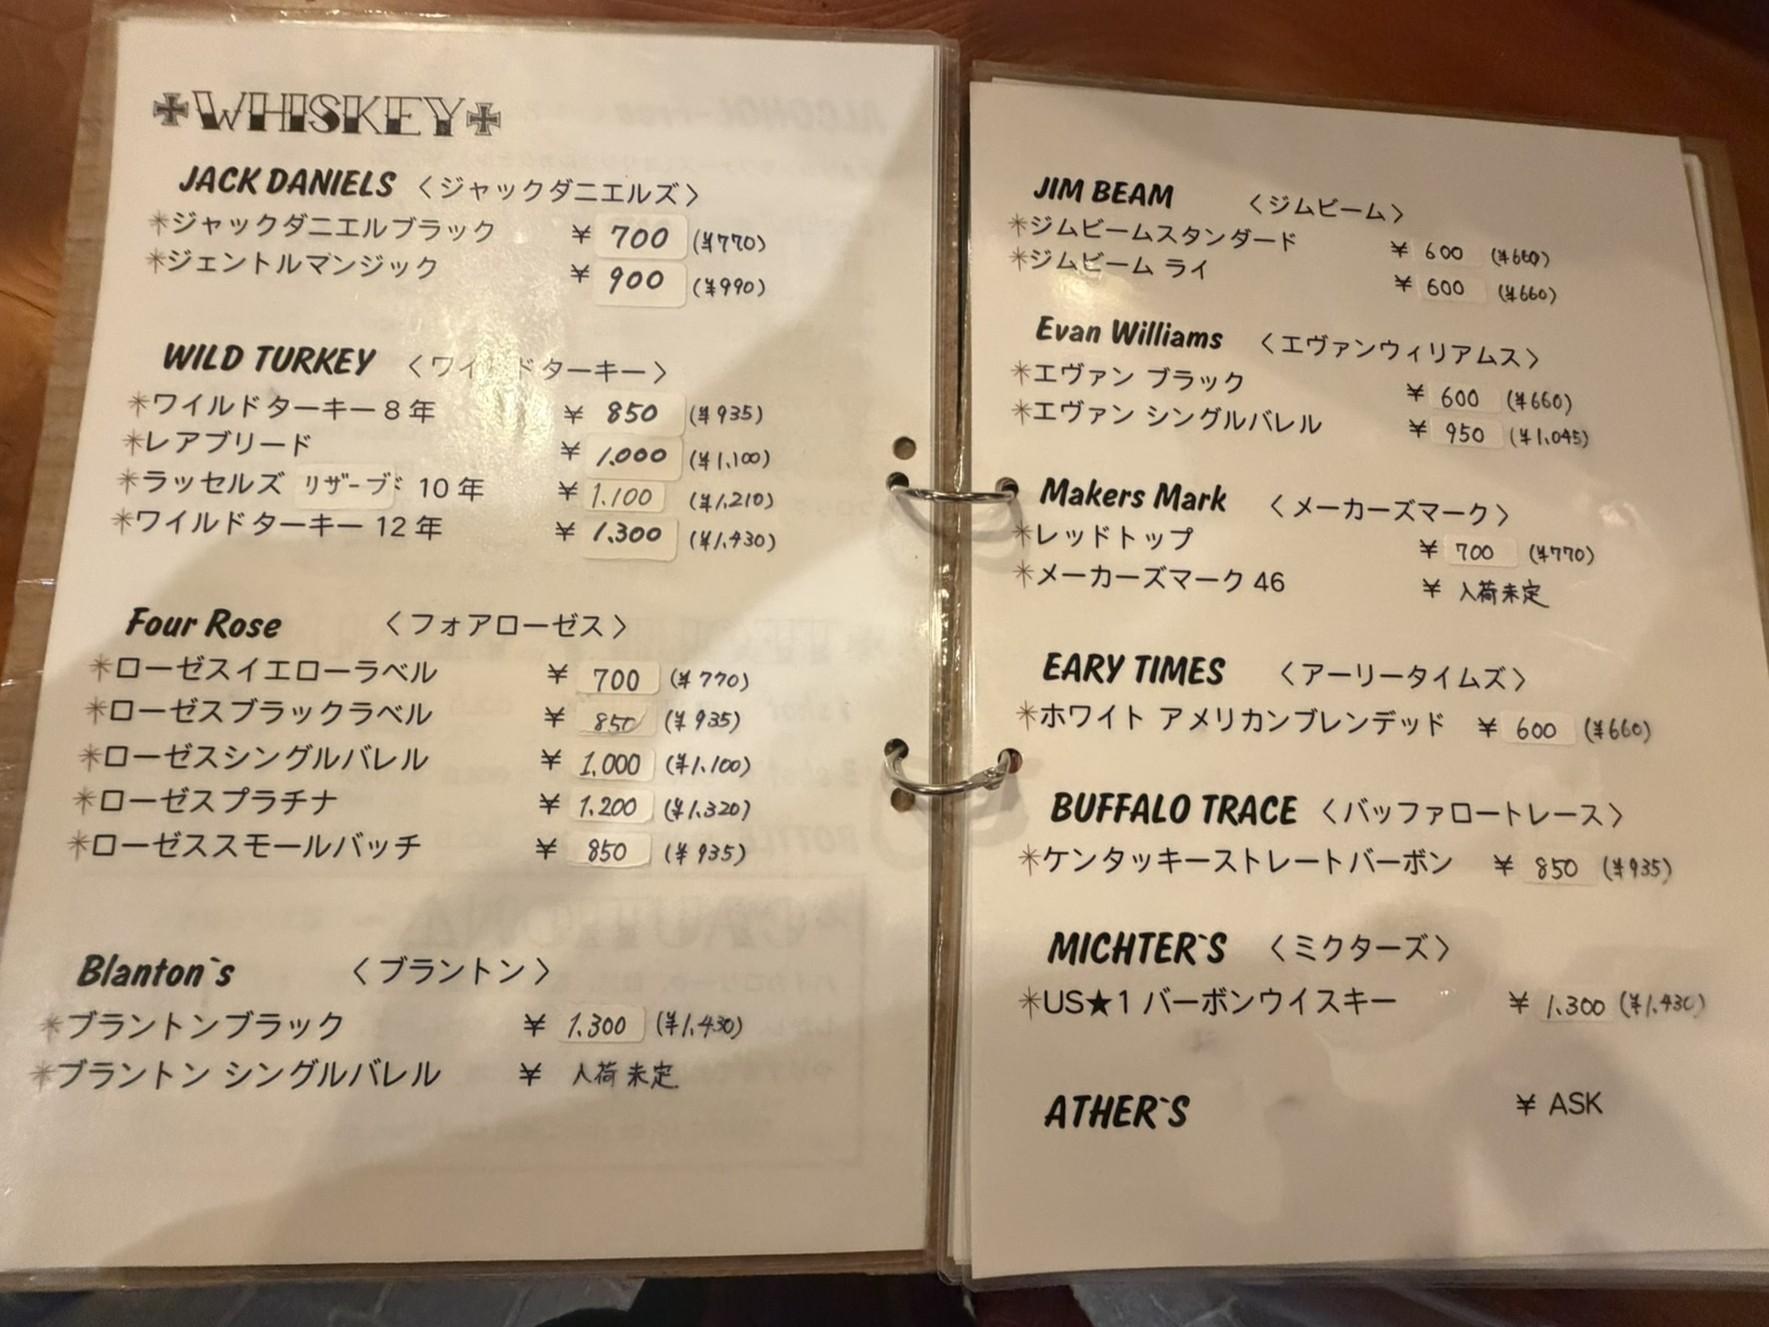 WHISKEY
JACK DANIELS 〈ジャックダニエルズ〉
✳ジャックダニエルブラック ¥ 700 (¥770)
✳ジェントルマンジック ¥ 900 (¥990)
WILD TURKEY 〈ワイルドターキー〉
✳ワイルドターキー 8 年 ¥ 850 (¥935)
✳レアブリード ¥ 1.000 (¥1,100)
✳ラッセルズ リザーブ 10 年 ¥ 1.100 (¥1,210)
✳ワイルドターキー 12 年 ¥ 1.300 (¥1,430)
Four Rose 〈フォアローゼス〉
✳ローゼスイエローラベル ¥ 700 (¥770)
✳ローゼスブラックラベル ¥ 850 (¥935)
✳ローゼスシングルバレル ¥ 1.000 (¥1.100)
✳ローゼスプラチナ ¥ 1.200 (¥1.320)
✳ローゼススモールバッチ ¥ 850 (¥935)
Blanton`s 〈ブラントン〉
✳ブラントンブラック ¥ 1.300 (¥1.430)
✳ブラントン シングルバレル ¥ 入荷未定
JIM BEAM 〈ジムビーム〉
✳ジムビームスタンダード ¥ 600 (¥660)
✳ジムビーム ライ ¥ 600 (¥660)
Evan Williams 〈エヴァンウィリアムス〉
✳エヴァン ブラック ¥ 600 (¥660)
✳エヴァン シングルバレル ¥ 950 (¥1.045)
Makers Mark 〈メーカーズマーク〉
✳レッドトップ ¥ 700 (¥770)
✳メーカーズマーク 46 ¥ 入荷未定
EARY TIMES 〈アーリータイムズ〉
✳ホワイト アメリカンブレンデッド ¥ 600 (¥660)
BUFFALO TRACE 〈バッファロートレース〉
✳ケンタッキーストレートバーボン ¥ 850 (¥935)
MICHTER`S 〈ミクターズ〉
✳US★1 バーボンウイスキー ¥ 1.300 (¥1.430)
ATHER`S ¥ ASK